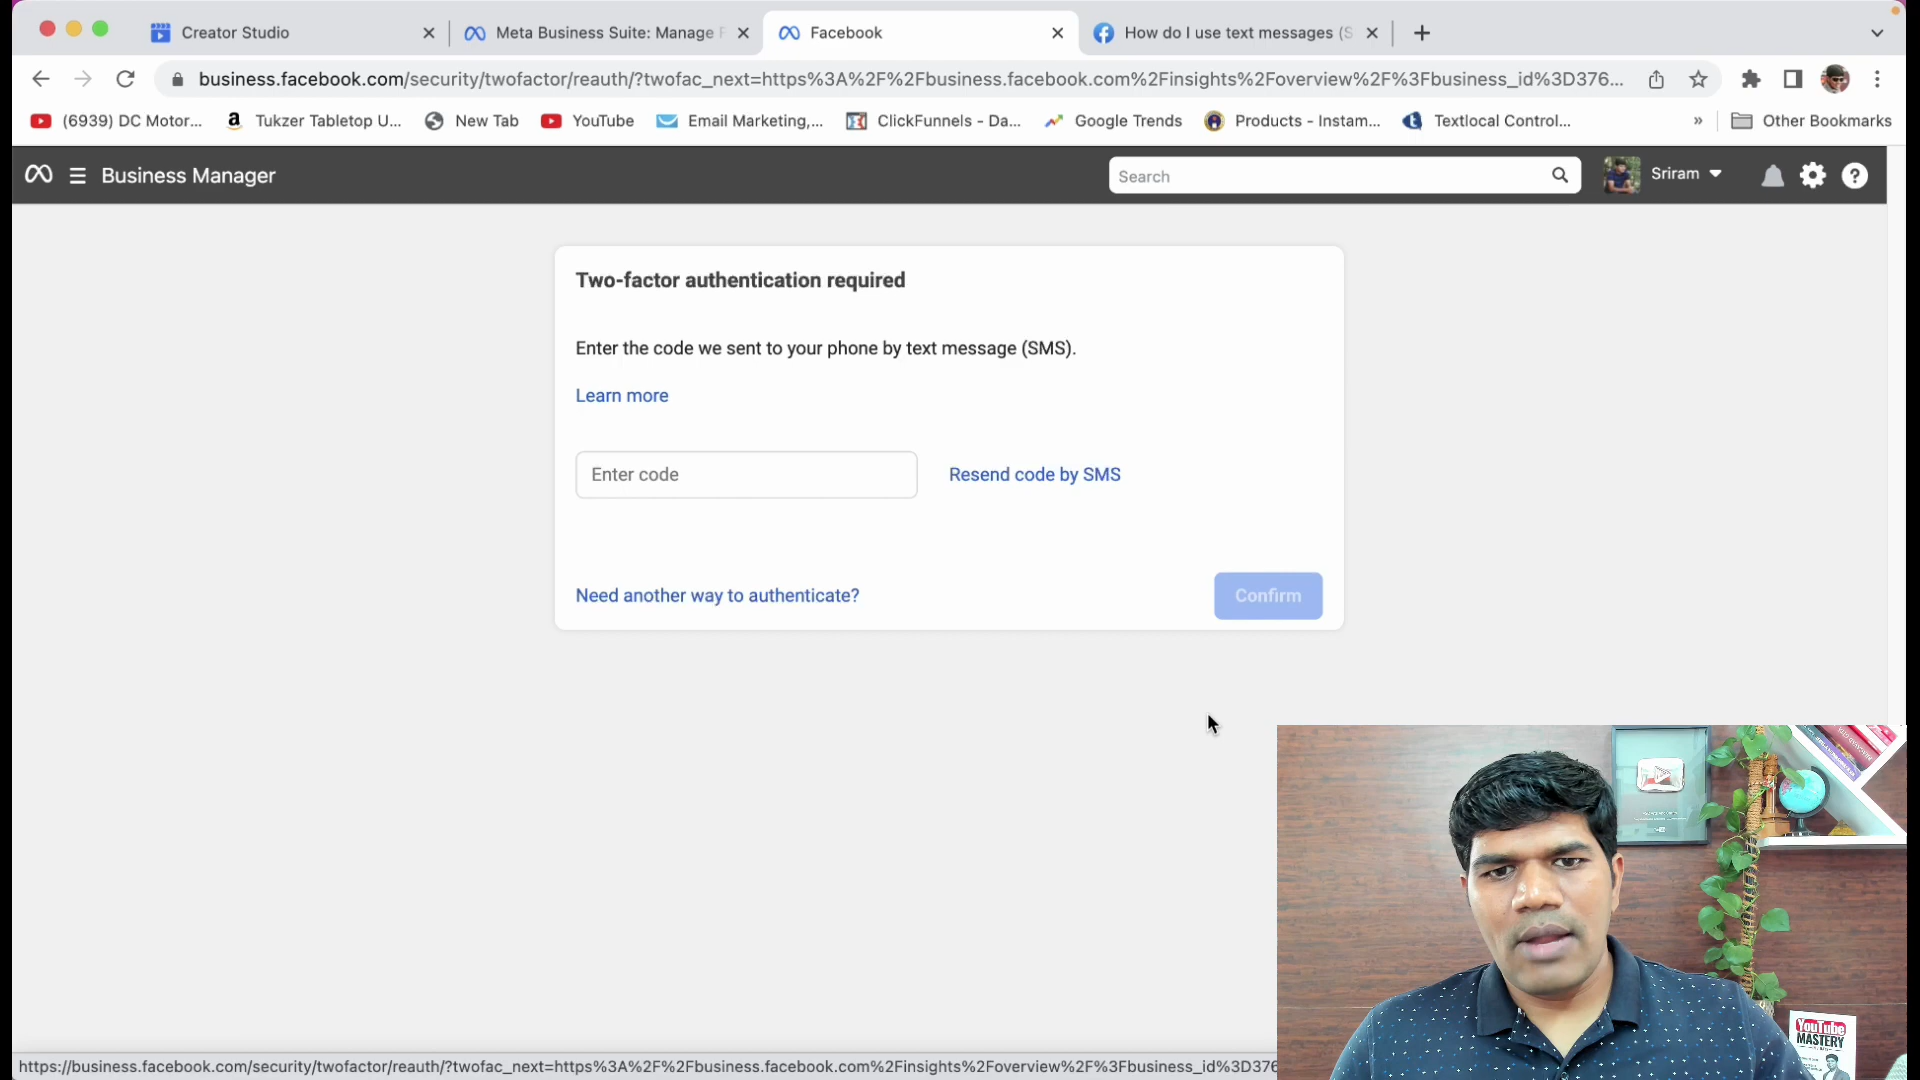 Creator Studio
Meta Business Suite: Manage F
Facebook
How do I use text messages (S
business.facebook.com/security/twofactor/reauth/?twofac_next=https%3A%2F%2Fbusiness.facebook.com%2Finsights%2Foverview%2F%3Fbusiness_id%3D376...
(6939) DC Motor...
Tukzer Tabletop U...
New Tab
YouTube
Email Marketing,...
ClickFunnels - Da...
Google Trends
Products - Instam...
Textlocal Control...
»
Other Bookmarks
Business Manager
Search
Sriram
Two-factor authentication required
Enter the code we sent to your phone by text message (SMS).
Learn more
Enter code
Resend code by SMS
Need another way to authenticate?
Confirm
YouTube
MASTERY
https://business.facebook.com/security/twofactor/reauth/?twofac_next=https%3A%2F%2Fbusiness.facebook.com%2Finsights%2Foverview%2F%3Fbusiness_id%3D376